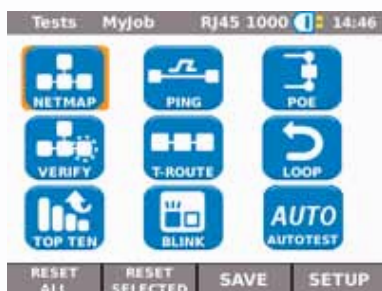 Tests MyJob RJ45 1000 14:46
NETMAP PING POE
VERIFY T-ROUTE LOOP
TOP TEN BLINK AUTO AUTOTEST
RESET ALL RESET SELECTED SAVE SETUP